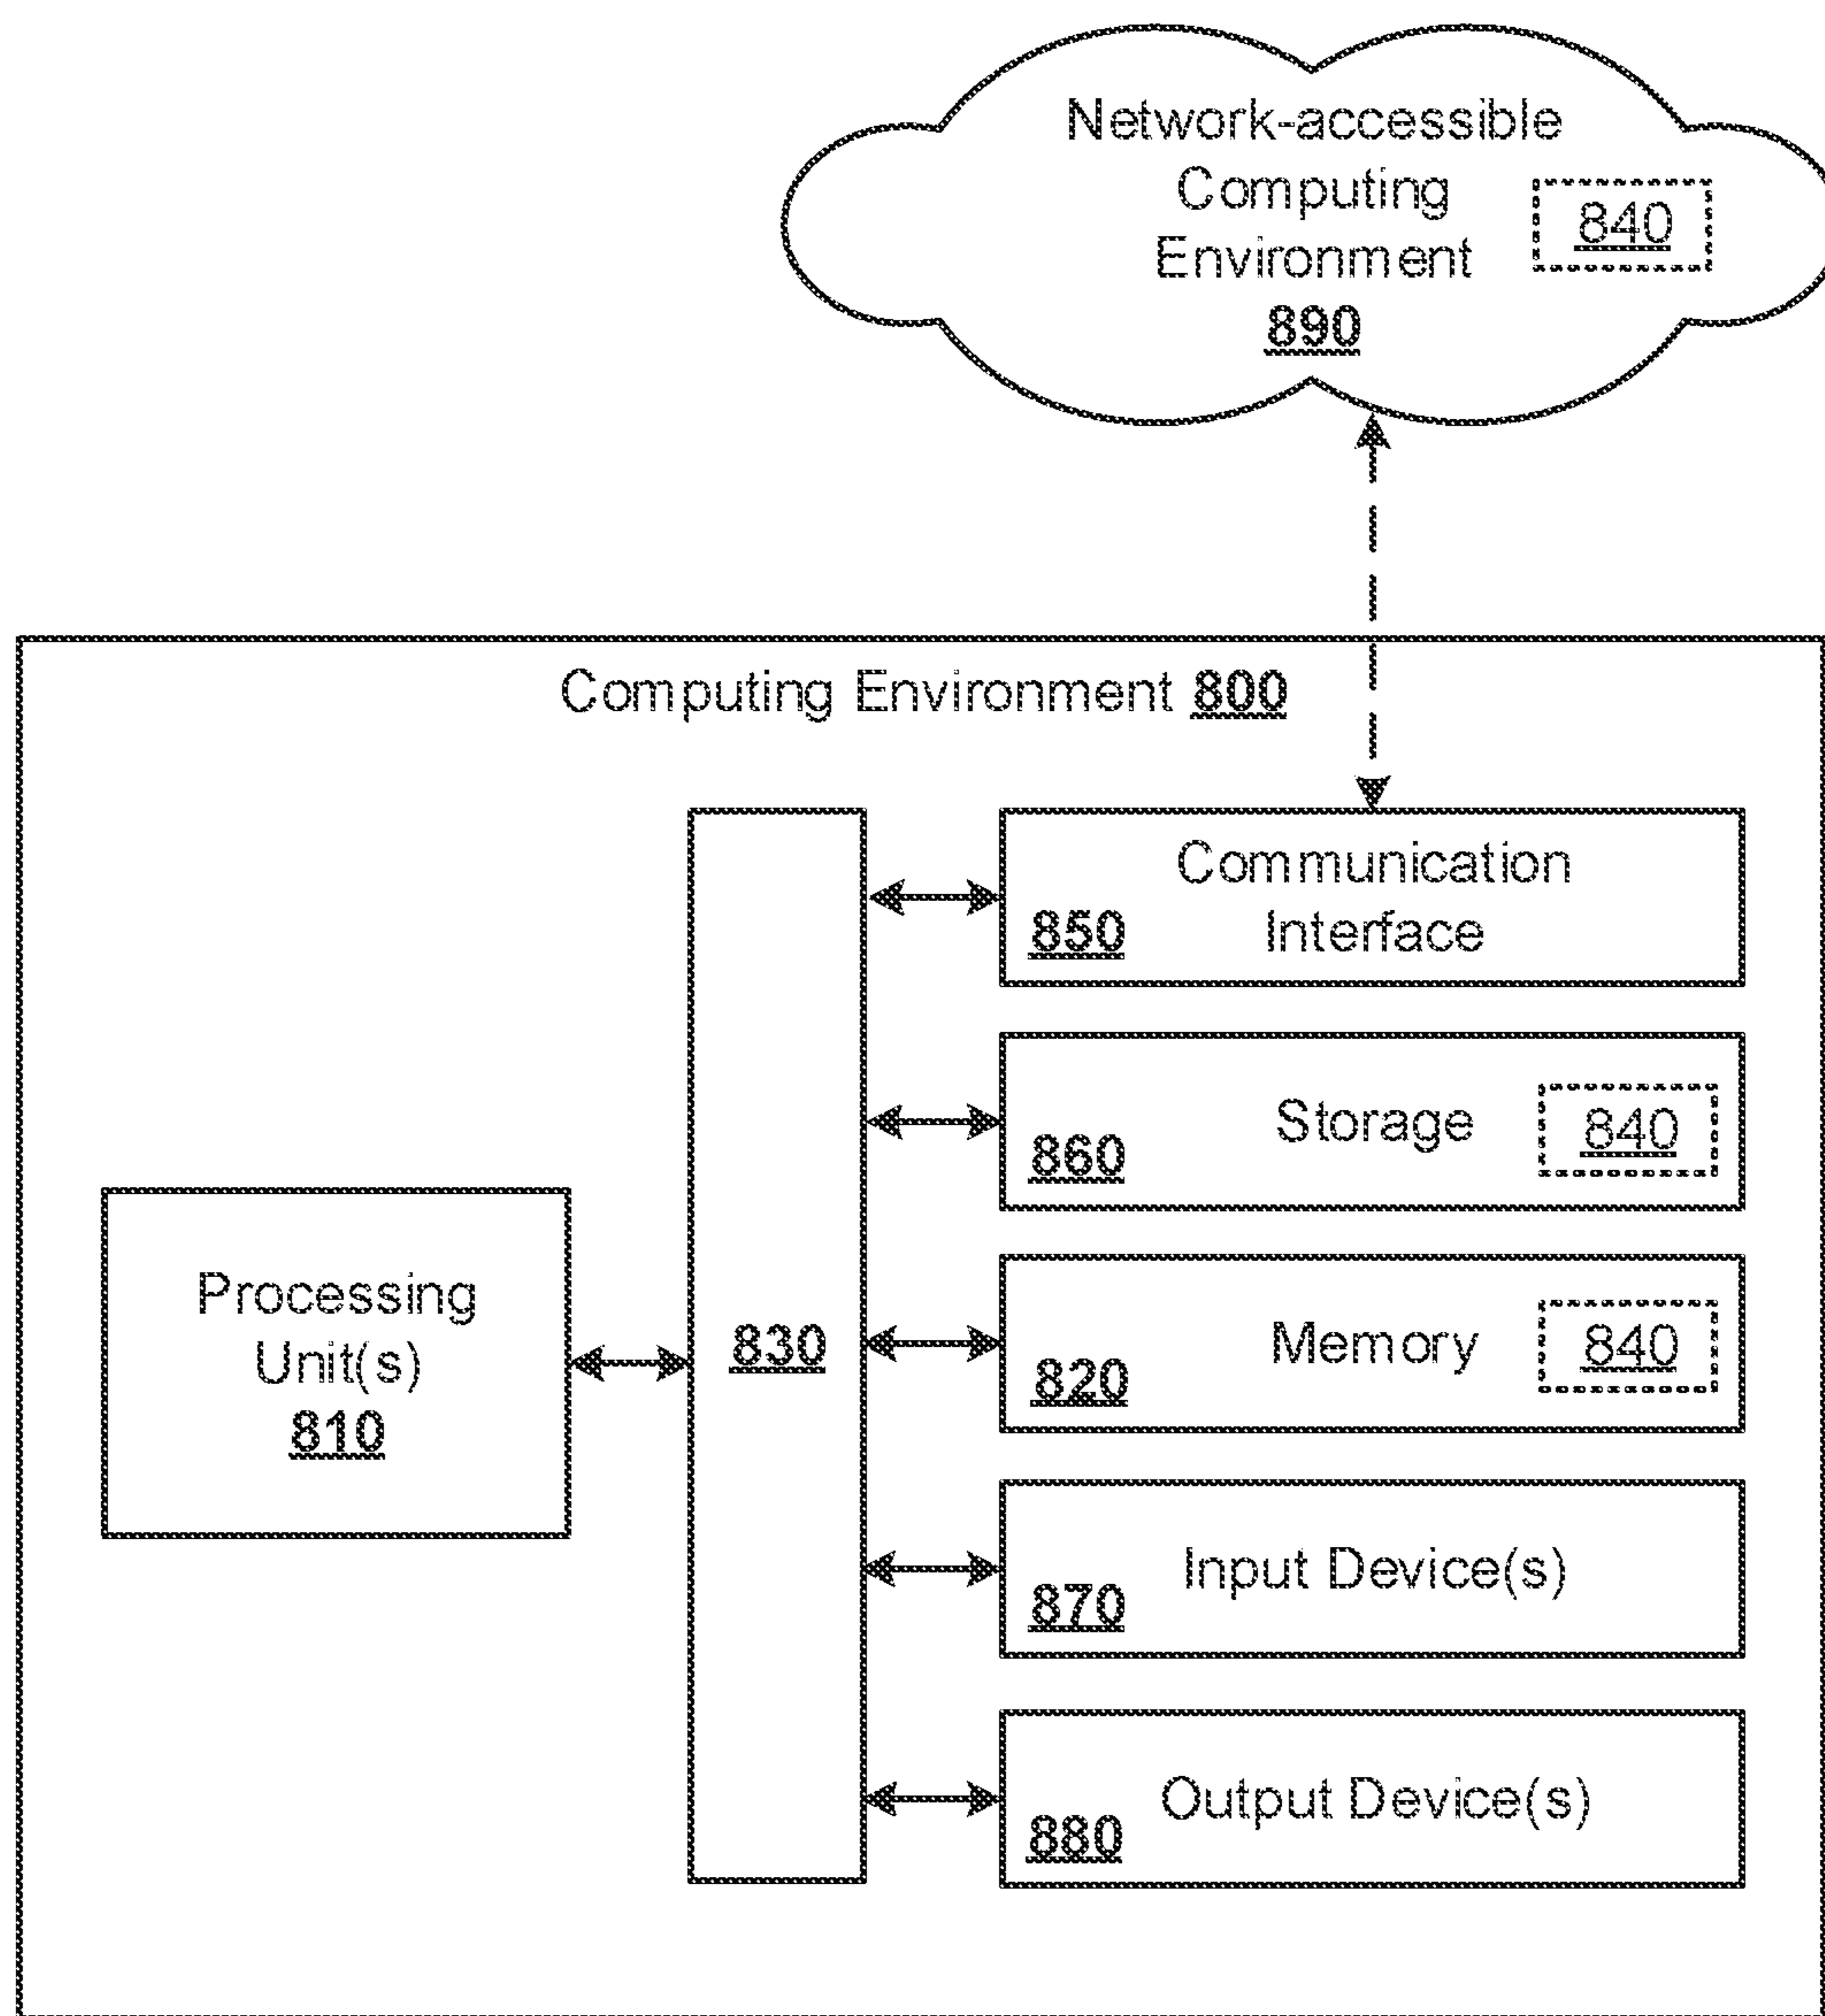 Network-accessible
Computing
Environment
840
890
Computing Environment 800
Communication
Interface
850
Storage
840
860
Processing
Unit(s)
810
830
Memory
840
820
Input Device(s)
870
Output Device(s)
880